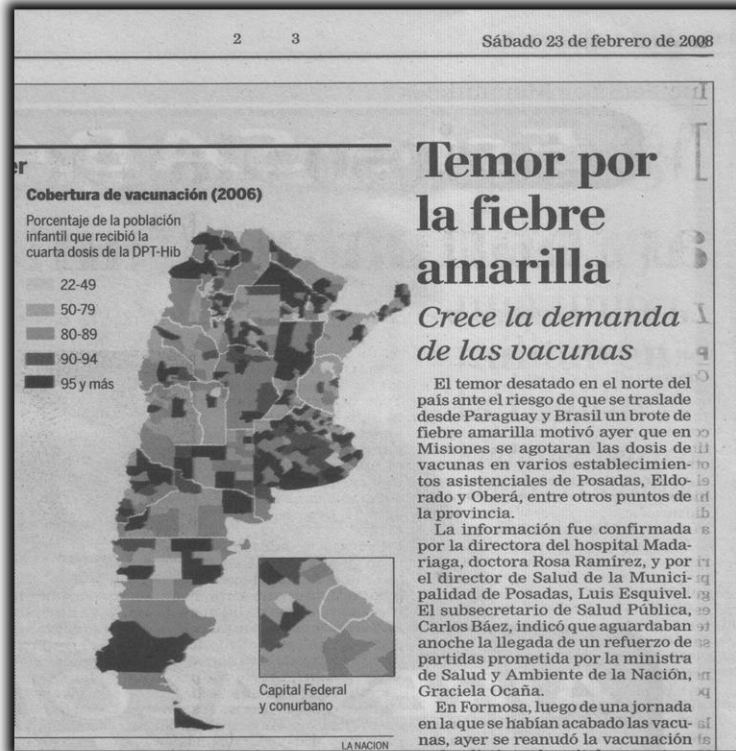 2 3 Sábado 23 de febrero de 2008
er
Cobertura de vacunación (2006)
Porcentaje de la población
infantil que recibió la
cuarta dosis de la DPT-Hib
22-49
50-79
80-89
90-94
95 y más
Capital Federal
y conurbano
LA NACION
Temor por
la fiebre
amarilla
Crece la demanda
de las vacunas
El temor desatado en el norte del
país ante el riesgo de que se traslade
desde Paraguay y Brasil un brote de
fiebre amarilla motivó ayer que en
Misiones se agotaran las dosis de
vacunas en varios establecimien-
tos asistenciales de Posadas, Eldo-
rado y Oberá, entre otros puntos de
la provincia.
La información fue confirmada
por la directora del hospital Mada-
riaga, doctora Rosa Ramírez, y por
el director de Salud de la Munici-
palidad de Posadas, Luis Esquivel.
El subsecretario de Salud Pública,
Carlos Báez, indicó que aguardaban
anoche la llegada de un refuerzo de
partidas prometida por la ministra
de Salud y Ambiente de la Nación,
Graciela Ocaña.
En Formosa, luego de una jornada
en la que se habían acabado las vacu-
nas, ayer se reanudó la vacunación